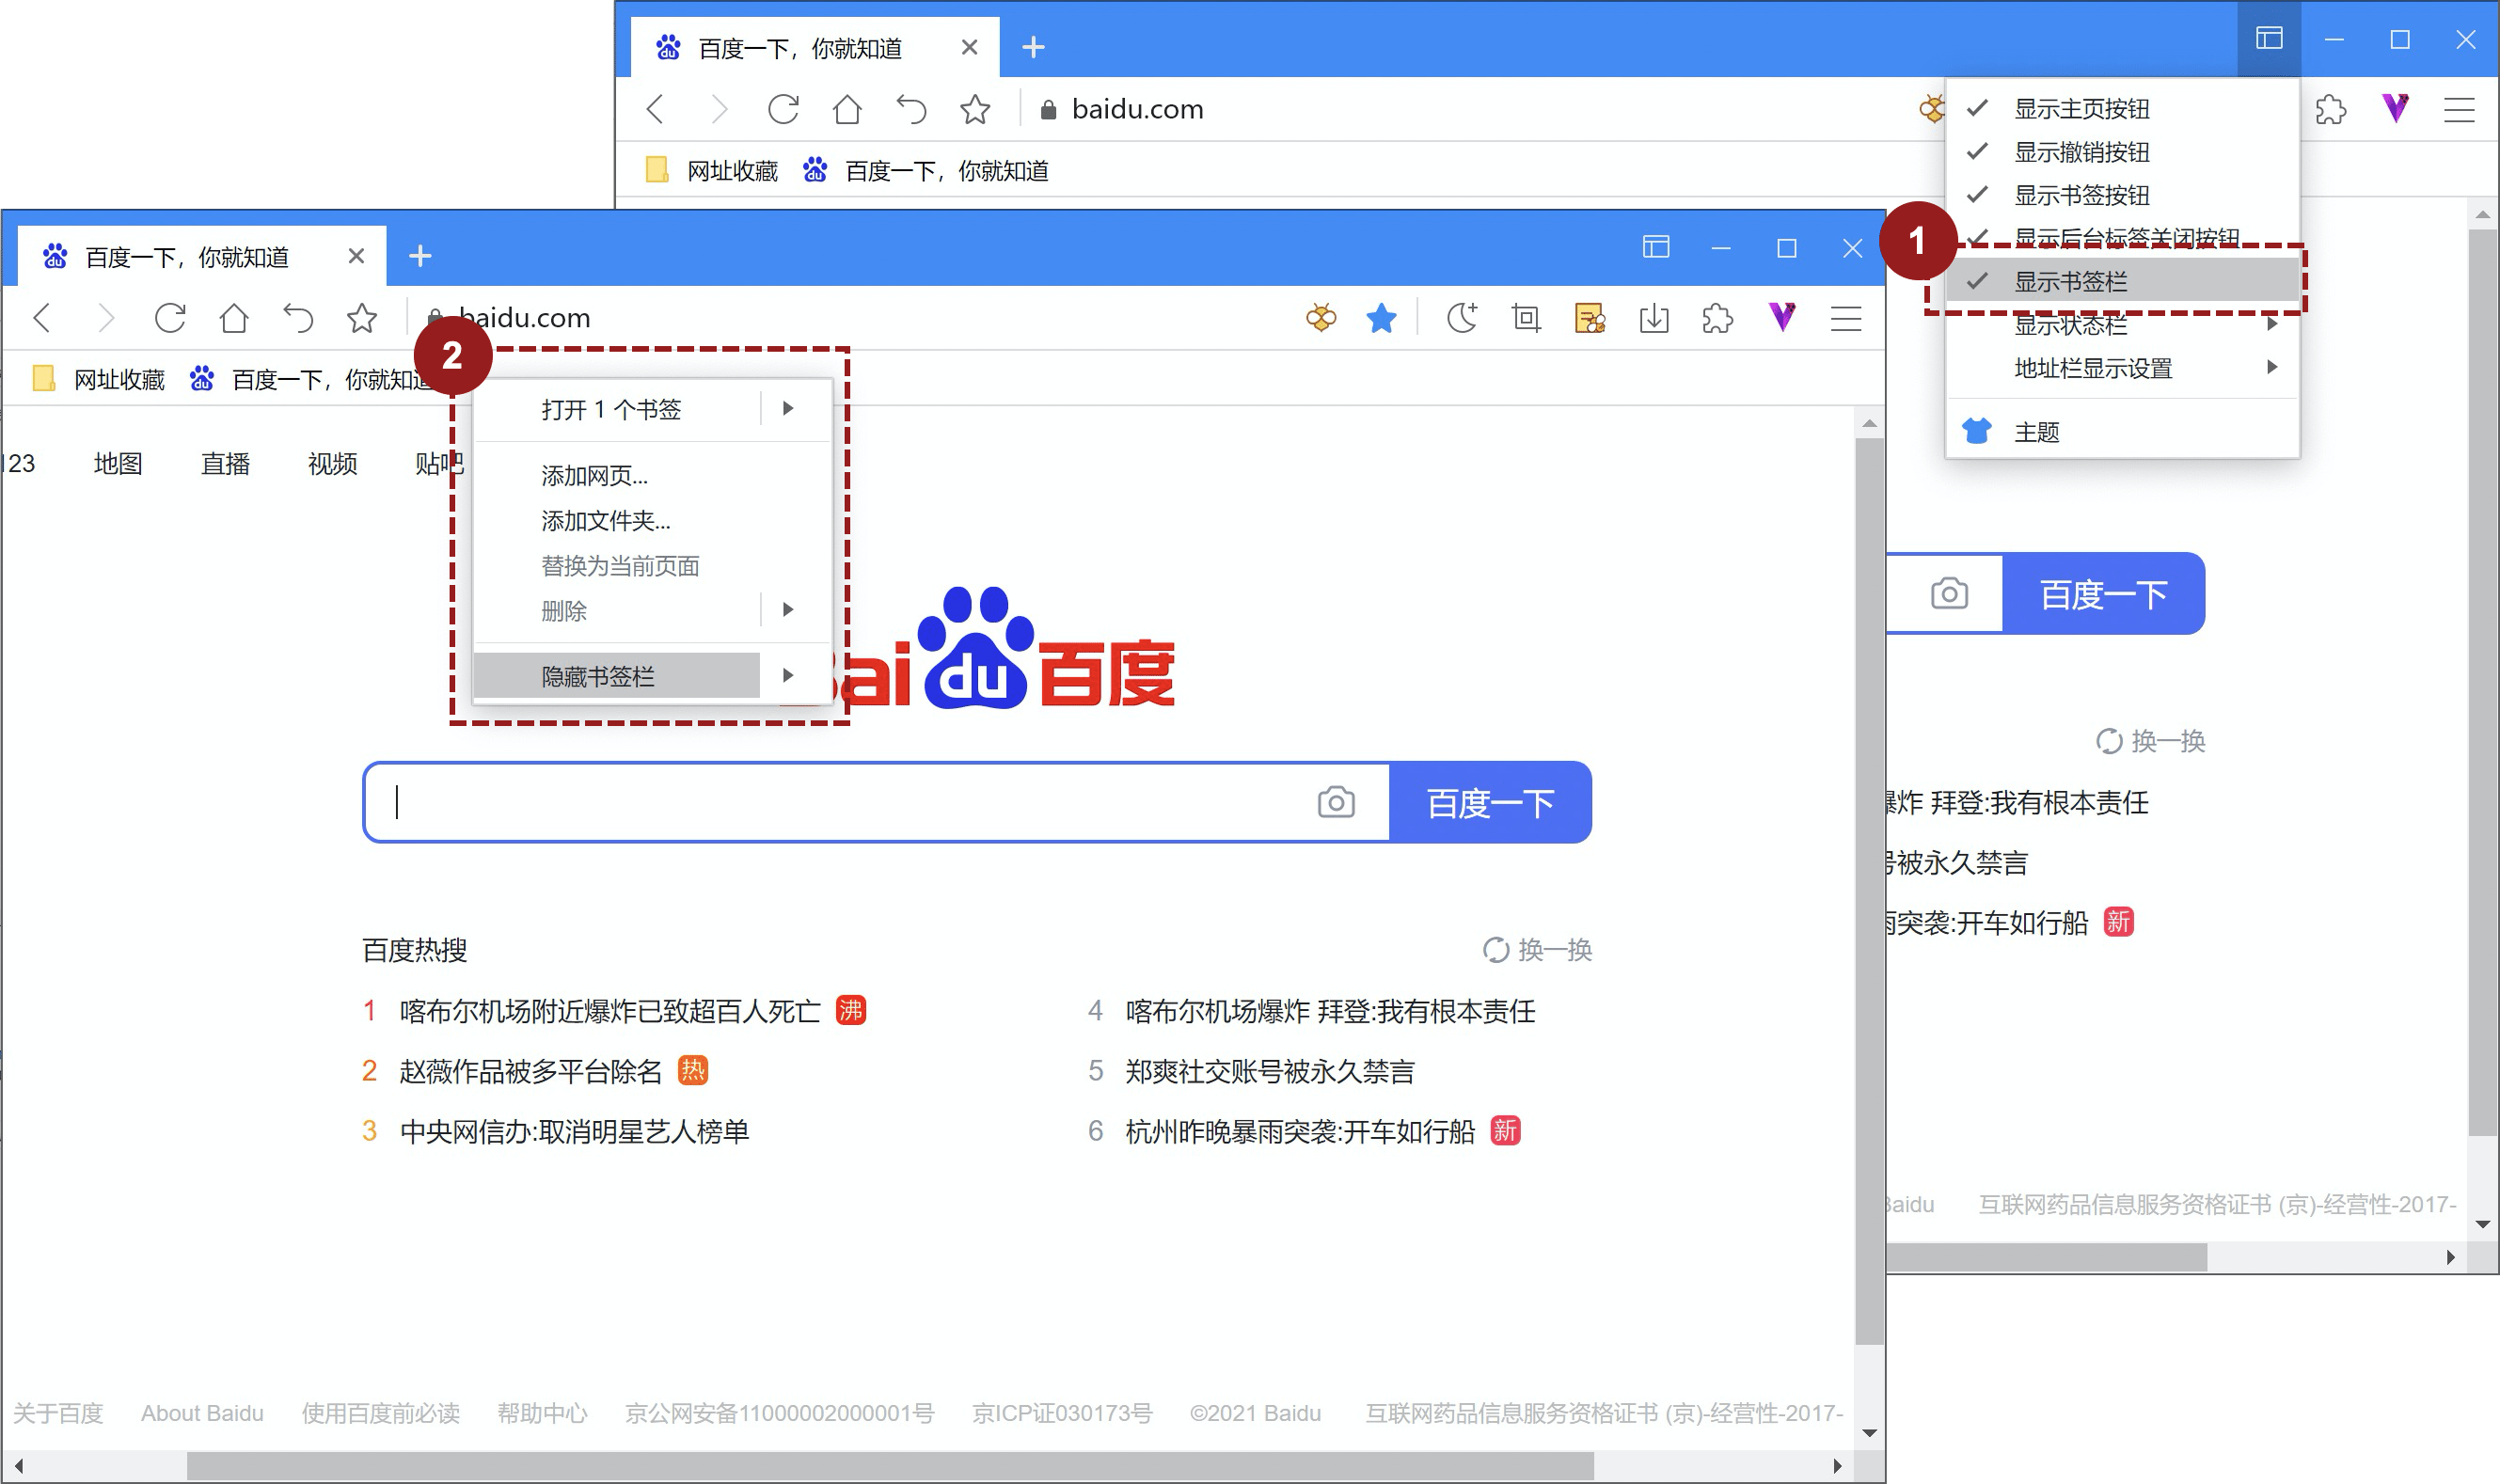 百度一下，你就知道
baidu.com
网址收藏 百度一下，你就知道
显示主页按钮
显示撤销按钮
显示书签按钮
显示后台标签关闭按钮
显示书签栏
显示状态栏
地址栏显示设置
主题
1
百度一下
换一换
爆炸 拜登:我有根本责任
号被永久禁言
雨突袭:开车如行船 新
Baidu 互联网药品信息服务资格证书 (京)-经营性-2017-
百度一下，你就知道
baidu.com
2
网址收藏 百度一下，你就知道
打开 1 个书签
添加网页...
添加文件夹...
替换为当前页面
删除
隐藏书签栏
123 地图 直播 视频 贴吧
Bai du 百度
百度一下
百度热搜 换一换
1 喀布尔机场附近爆炸已致超百人死亡 沸
2 赵薇作品被多平台除名 热
3 中央网信办:取消明星艺人榜单
4 喀布尔机场爆炸 拜登:我有根本责任
5 郑爽社交账号被永久禁言
6 杭州昨晚暴雨突袭:开车如行船 新
关于百度 About Baidu 使用百度前必读 帮助中心 京公网安备11000002000001号 京ICP证030173号 ©2021 Baidu 互联网药品信息服务资格证书 (京)-经营性-2017-